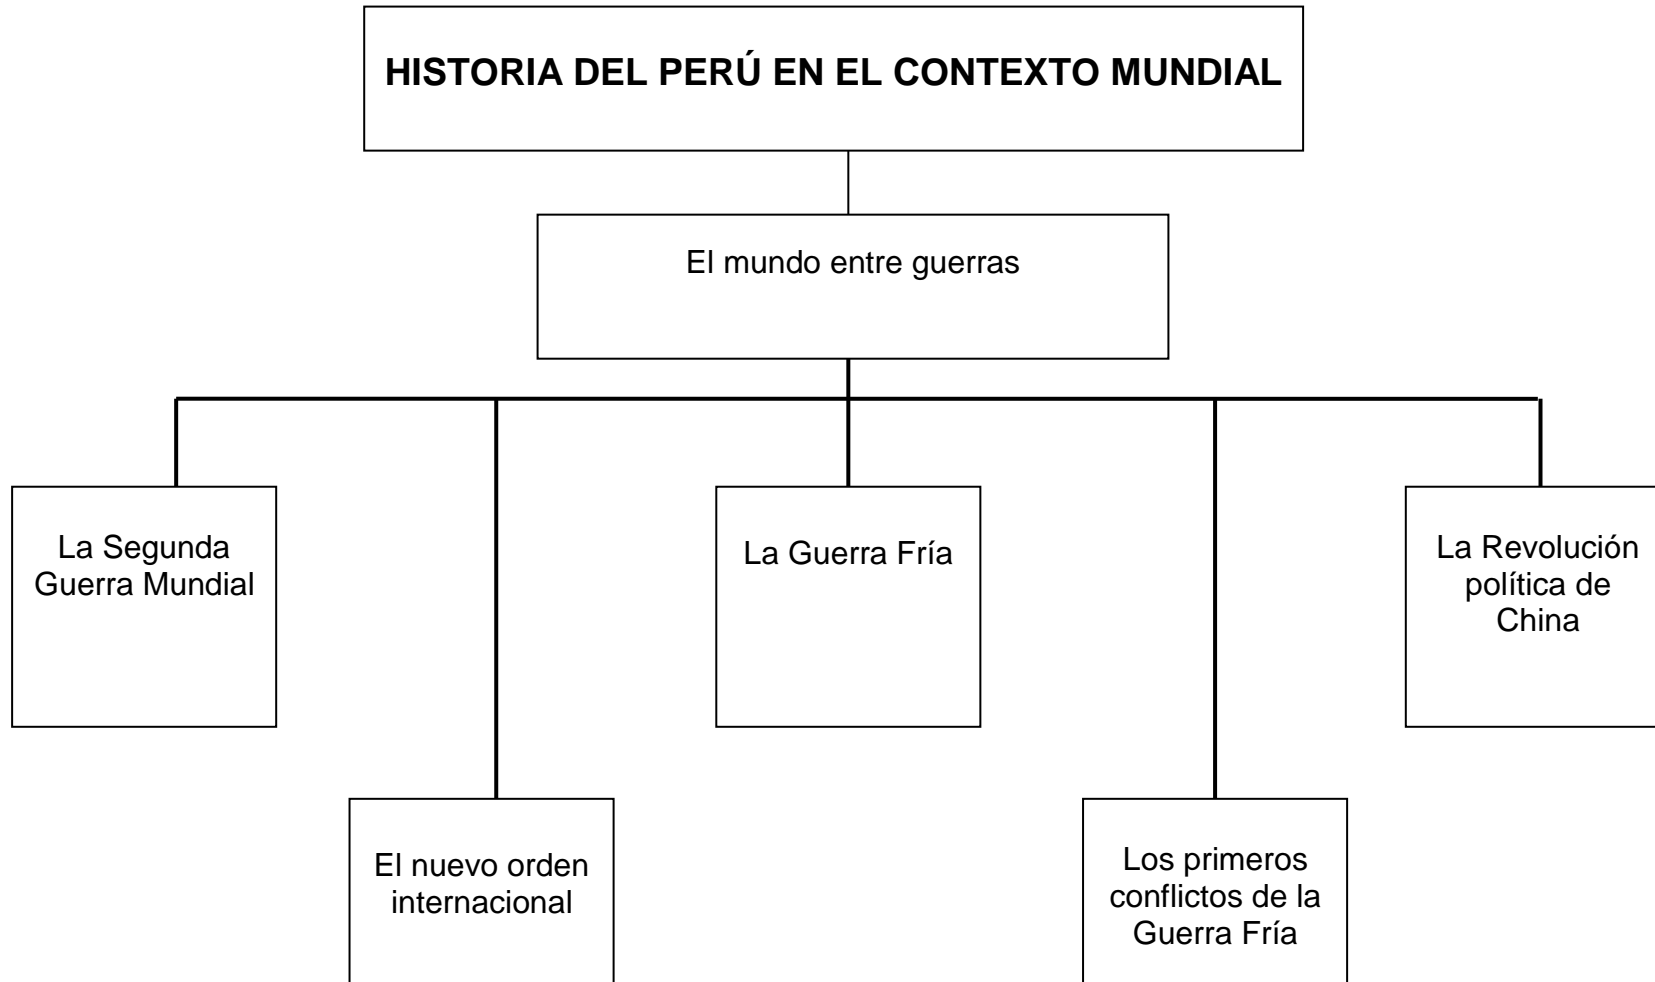 HISTORIA DEL PERÚ EN EL CONTEXTO MUNDIAL
El mundo entre guerras
La Segunda
Guerra Mundial
El nuevo orden
internacional
La Guerra Fría
Los primeros
conflictos de la
Guerra Fría
La Revolución
política de
China